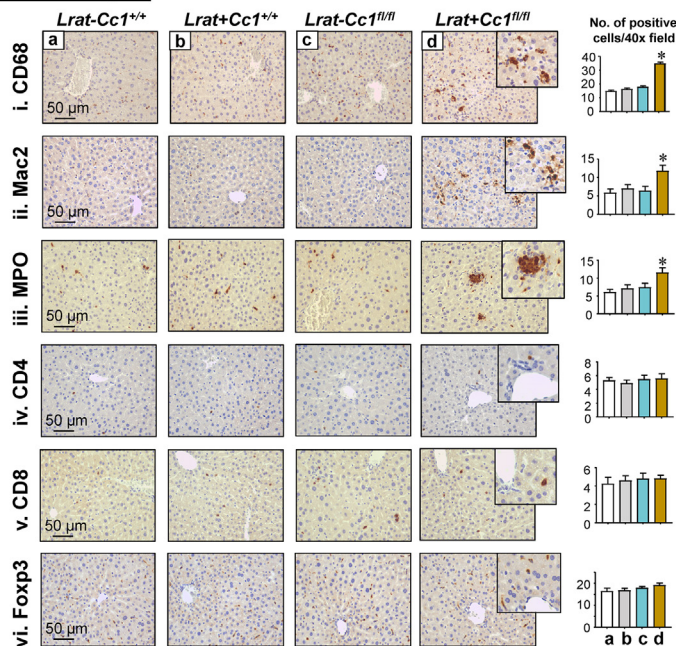 Lrat-Cc1+/+ Lrat+Cc1+/+ Lrat-Cc1fl/fl Lrat+Cc1fl/fl
No. of positive
cells/40x field
a b c d
i. CD68
50 µm
40
30
20
10
0
*
ii. Mac2
50 µm
15
10
5
0
*
iii. MPO
50 µm
15
10
5
0
*
iv. CD4
50 µm
8
6
4
2
0
v. CD8
50 µm
6
4
2
0
vi. Foxp3
50 µm
20
10
0
a b c d